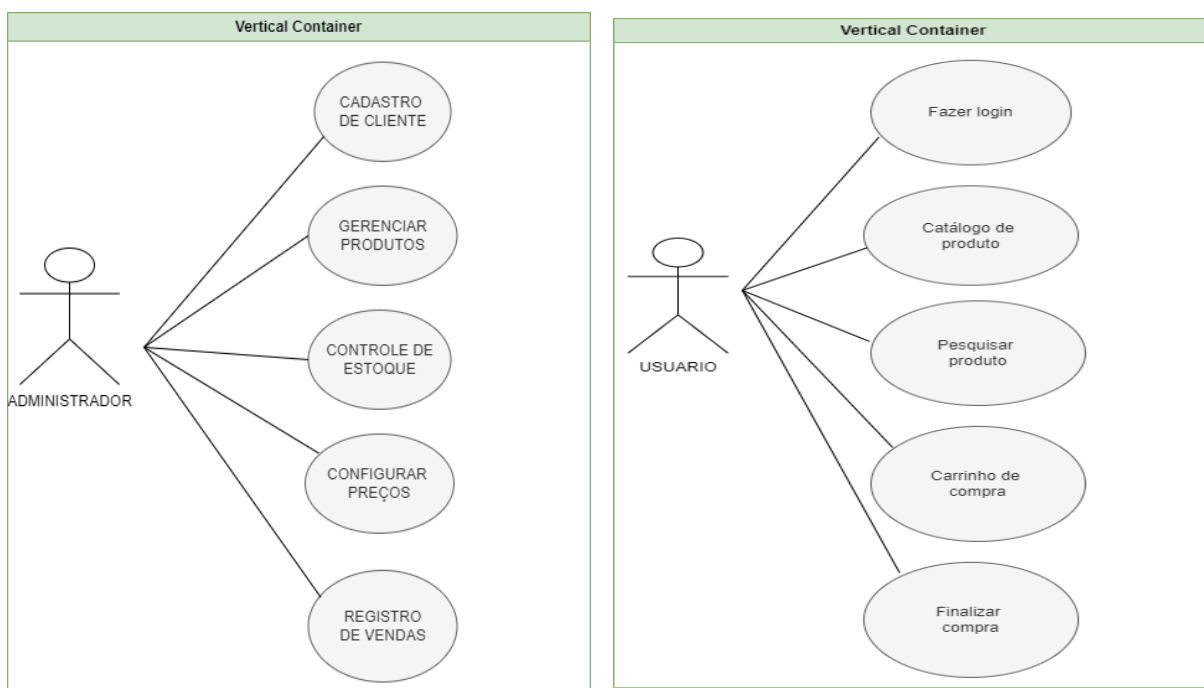 Vertical Container
CADASTRO
DE CLIENTE
GERENCIAR
PRODUTOS
CONTROLE DE
ESTOQUE
CONFIGURAR
PREÇOS
REGISTRO
DE VENDAS
ADMINISTRADOR
Vertical Container
Fazer login
Catálogo de
produto
Pesquisar
produto
Carrinho de
compra
Finalizar
compra
USUARIO